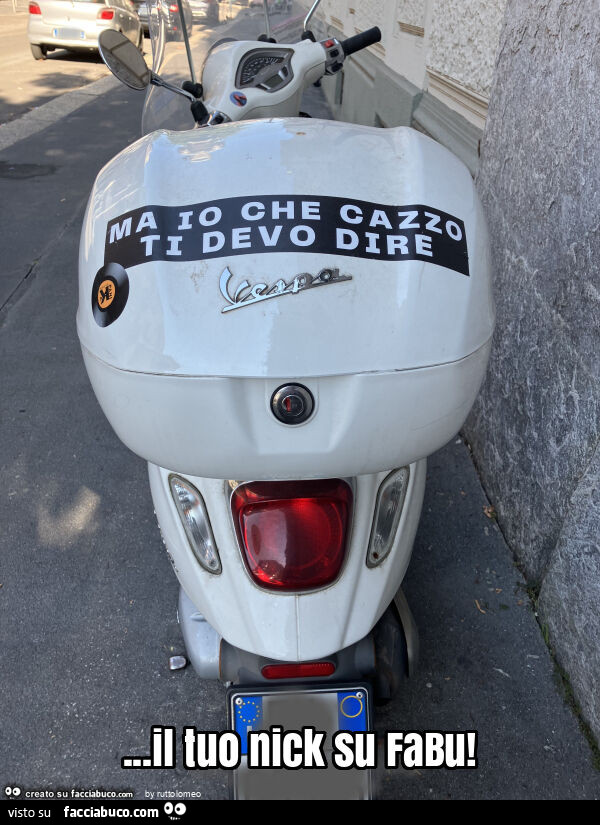 MA IO CHE CAZZO
TI DEVO DIRE
Vespa
...il tuo nick su FaBu!
creato su facciabuco.com - by ruttolomeo
visto su facciabuco.com